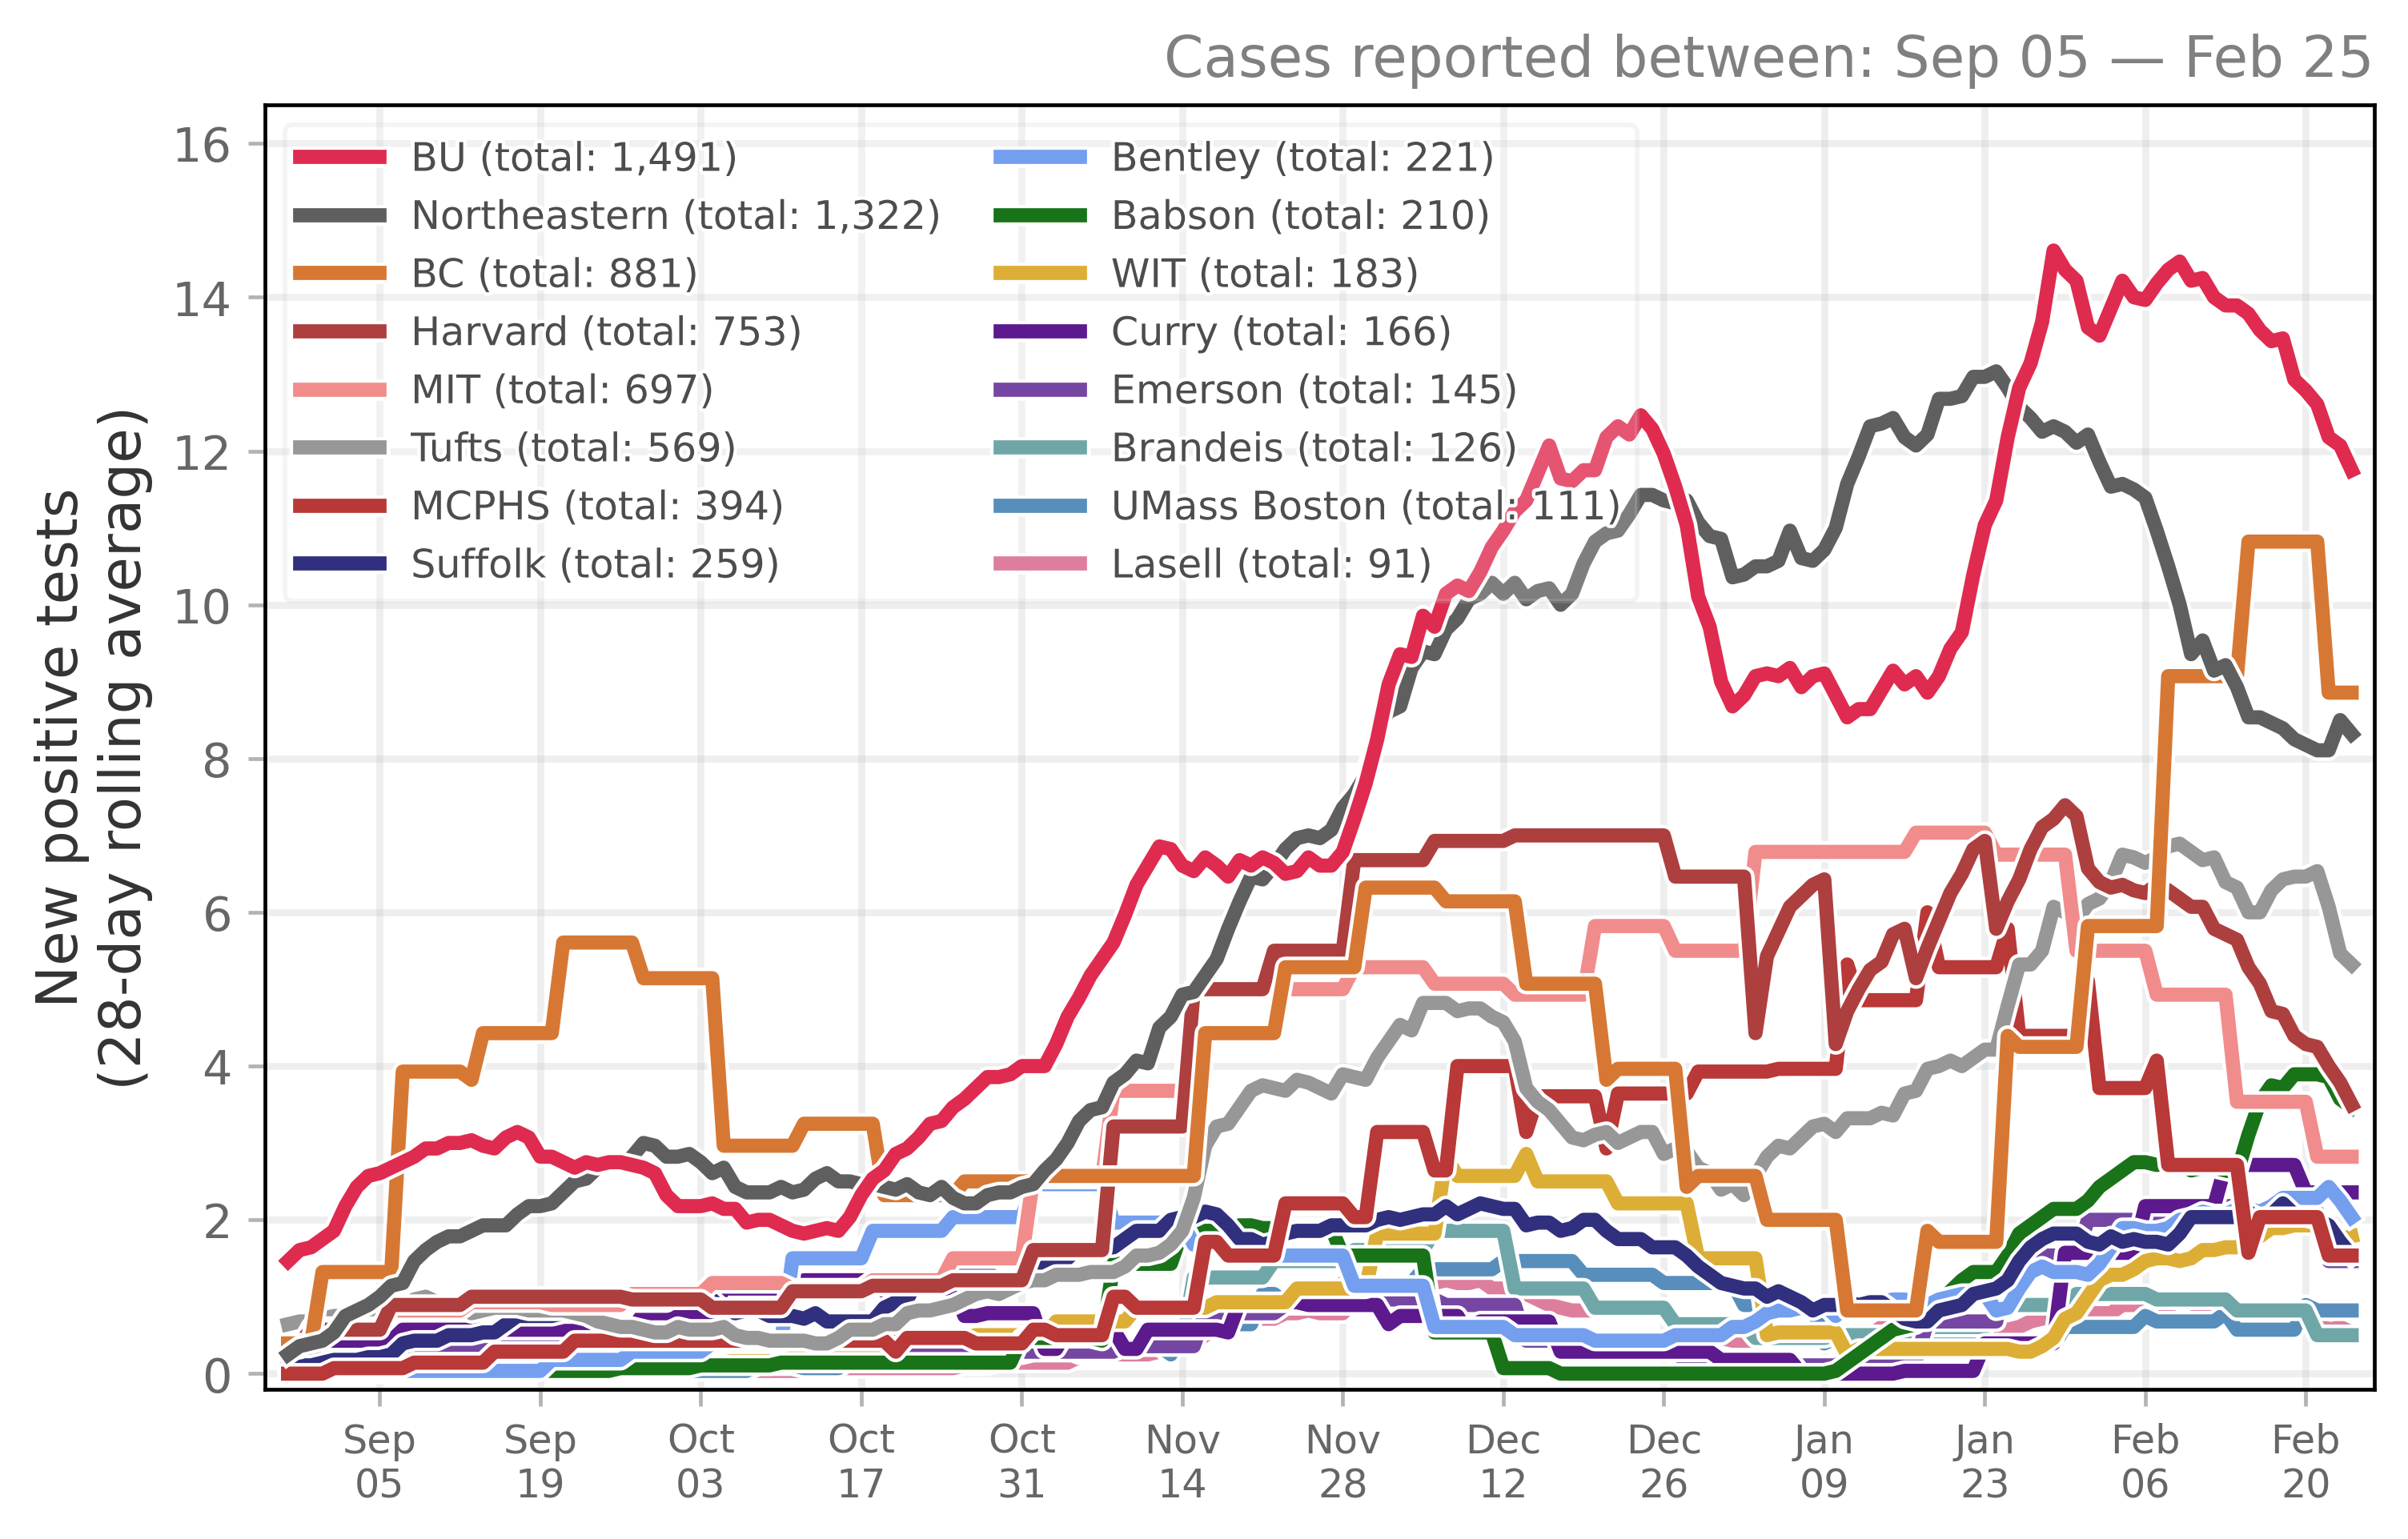 Cases reported between: Sep 05 — Feb 25
New positive tests
(28-day rolling average)
16
14
12
10
8
6
4
2
0
BU (total: 1,491)
Northeastern (total: 1,322)
BC (total: 881)
Harvard (total: 753)
MIT (total: 697)
Tufts (total: 569)
MCPHS (total: 394)
Suffolk (total: 259)
Bentley (total: 221)
Babson (total: 210)
WIT (total: 183)
Curry (total: 166)
Emerson (total: 145)
Brandeis (total: 126)
UMass Boston (total: 111)
Lasell (total: 91)
Sep 05
Sep 19
Oct 03
Oct 17
Oct 31
Nov 14
Nov 28
Dec 12
Dec 26
Jan 09
Jan 23
Feb 06
Feb 20